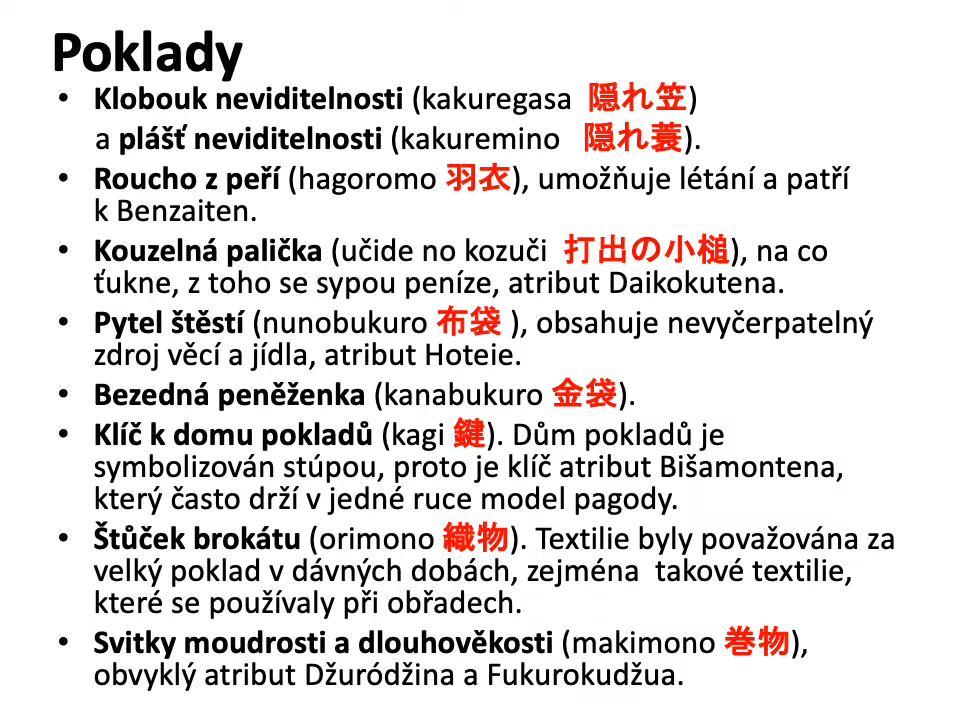 Poklady
• Klobouk neviditelnosti (kakuregasa 隠れ笠)
a plášť neviditelnosti (kakuremino 隠れ蓑).
• Roucho z peří (hagoromo 羽衣), umožňuje létání a patří
k Benzaiten.
• Kouzelná palička (učide no kozuči 打出の小槌), na co
ťukne, z toho se sypou peníze, atribut Daikokutena.
• Pytel štěstí (nunobukuro 布袋 ), obsahuje nevyčerpatelný
zdroj věcí a jídla, atribut Hoteie.
• Bezedná peněženka (kanabukuro 金袋).
• Klíč k domu pokladů (kagi 鍵). Dům pokladů je
symbolizován stúpou, proto je klíč atribut Bišamontena,
který často drží v jedné ruce model pagody.
• Štůček brokátu (orimono 織物). Textilie byly považována za
velký poklad v dávných dobách, zejména takové textilie,
které se používaly při obřadech.
• Svitky moudrosti a dlouhověkosti (makimono 巻物),
obvyklý atribut Džuródžina a Fukurokudžua.